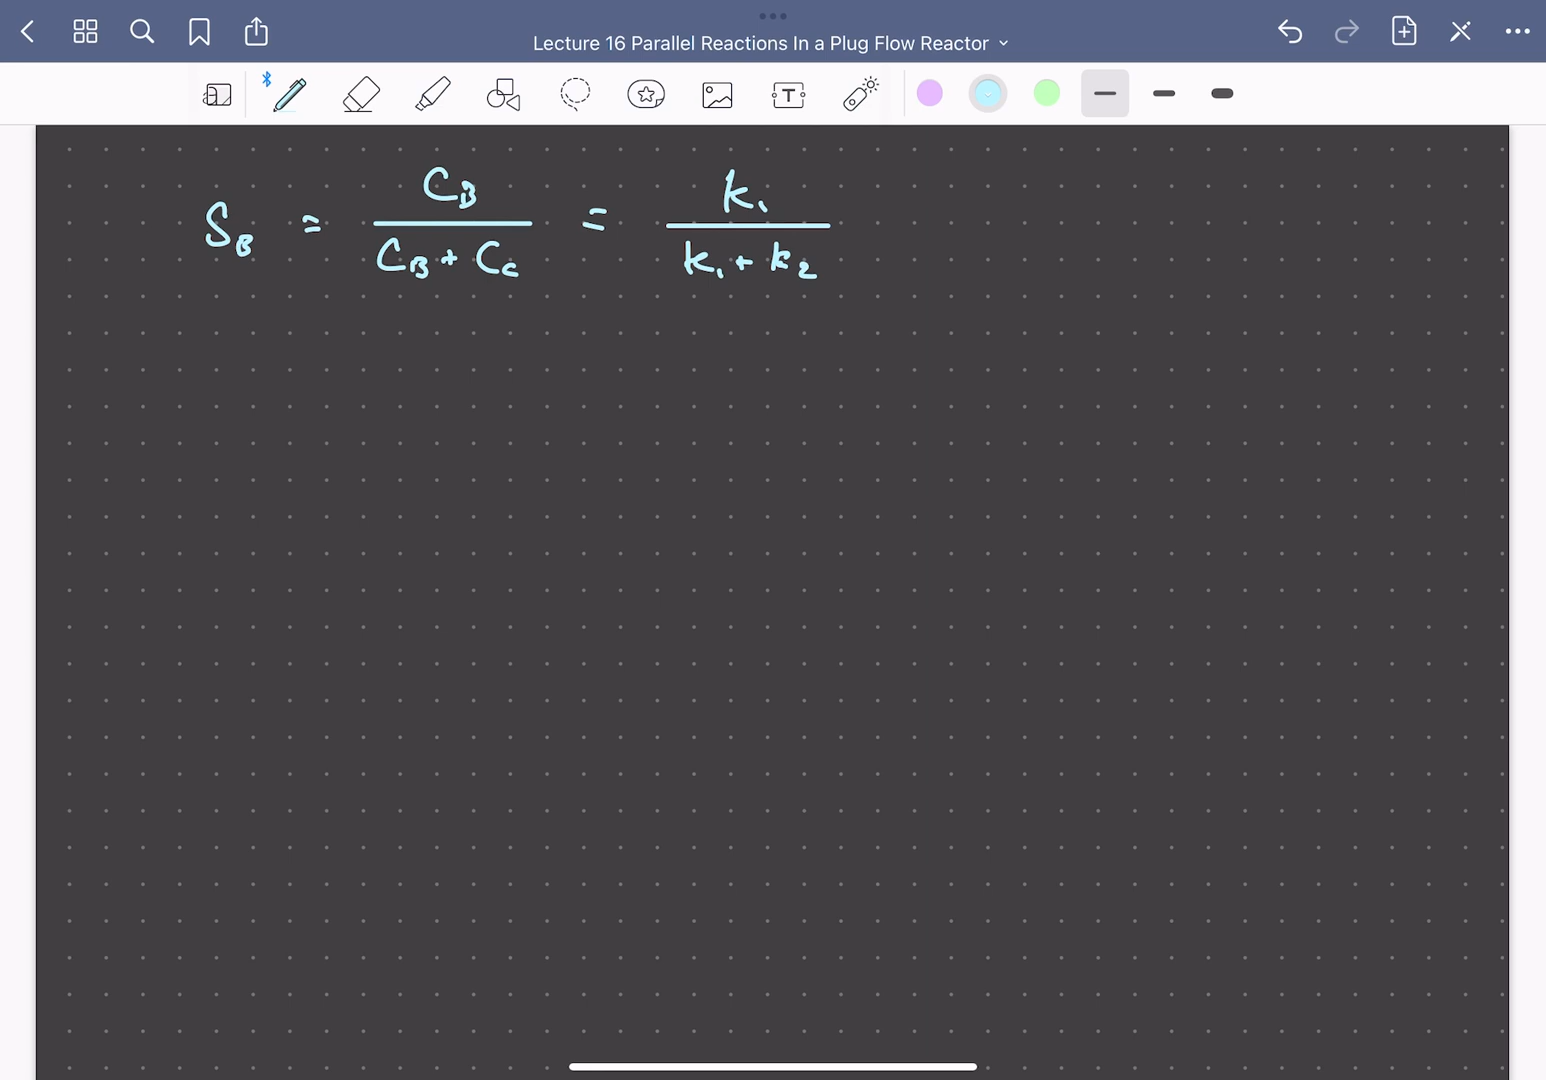 Lecture 16 Parallel Reactions In a Plug Flow Reactor
T
S_B = C_B / (C_B + C_C) = k_1 / (k_1 + k_2)